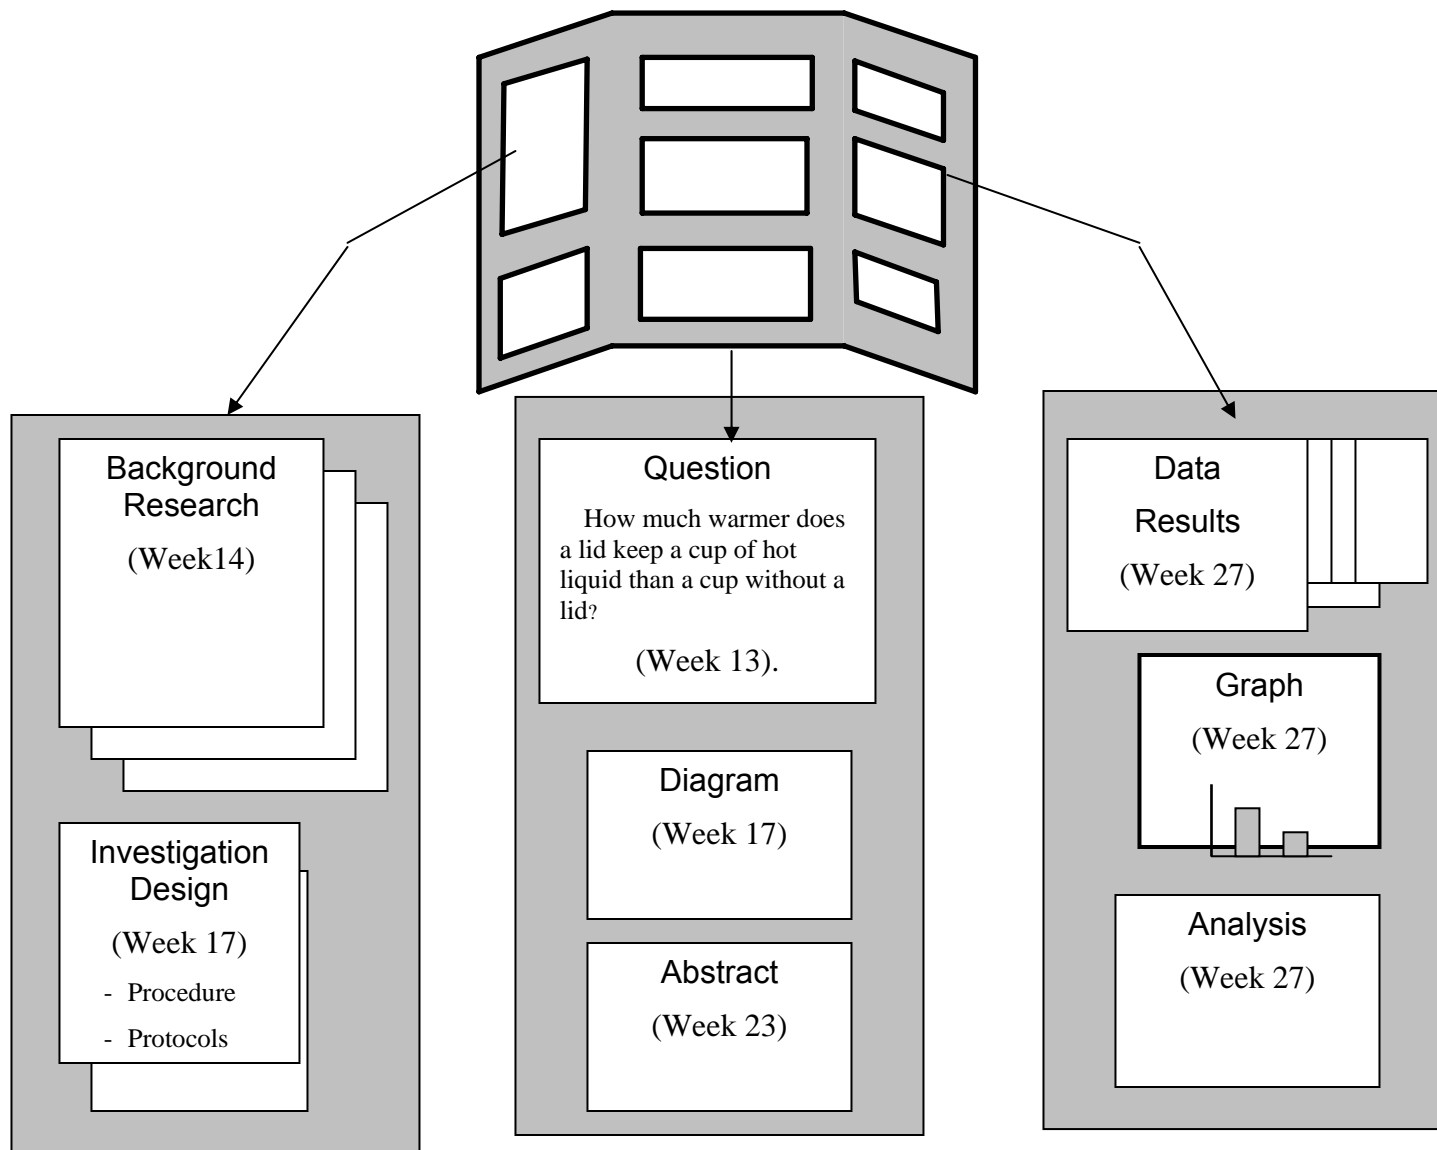 Background
Research
(Week14)
Investigation
Design
(Week 17)
- Procedure
- Protocols
Question
How much warmer does
a lid keep a cup of hot
liquid than a cup without a
lid?
(Week 13).
Diagram
(Week 17)
Abstract
(Week 23)
Data
Results
(Week 27)
Graph
(Week 27)
Analysis
(Week 27)